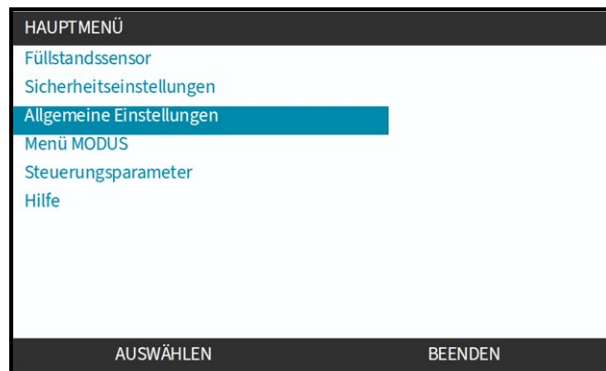 HAUPTMENÜ
Füllstandssensor
Sicherheitseinstellungen
Allgemeine Einstellungen
Menü MODUS
Steuerungsparameter
Hilfe
AUSWÄHLEN BEENDEN